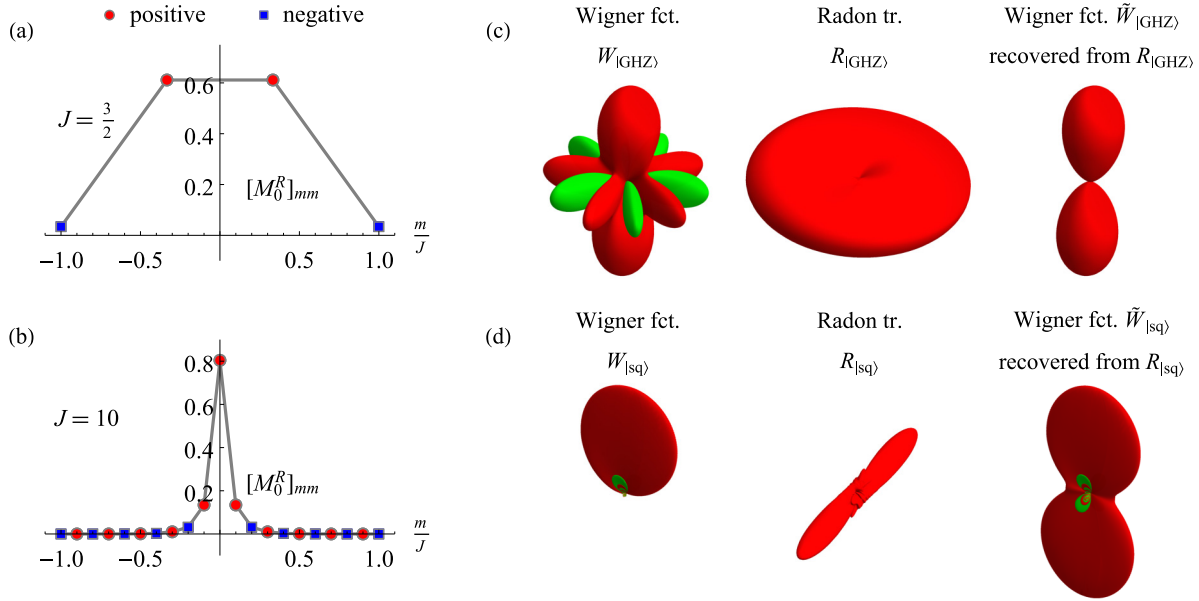 positive negative
(a)
0.6
J = 3/2
0.4
[M_0^R]_{mm}
0.2
m/J
−1.0 −0.5 0.5 1.0
(b)
0.8
J = 10
0.6
0.4
[M_0^R]_{mm}
0.2
m/J
−1.0 −0.5 0.5 1.0
(c)
Wigner fct. Radon tr. Wigner fct. W̃_{|GHZ⟩}
W_{|GHZ⟩} R_{|GHZ⟩} recovered from R_{|GHZ⟩}
(d)
Wigner fct. Radon tr. Wigner fct. W̃_{|sq⟩}
W_{|sq⟩} R_{|sq⟩} recovered from R_{|sq⟩}